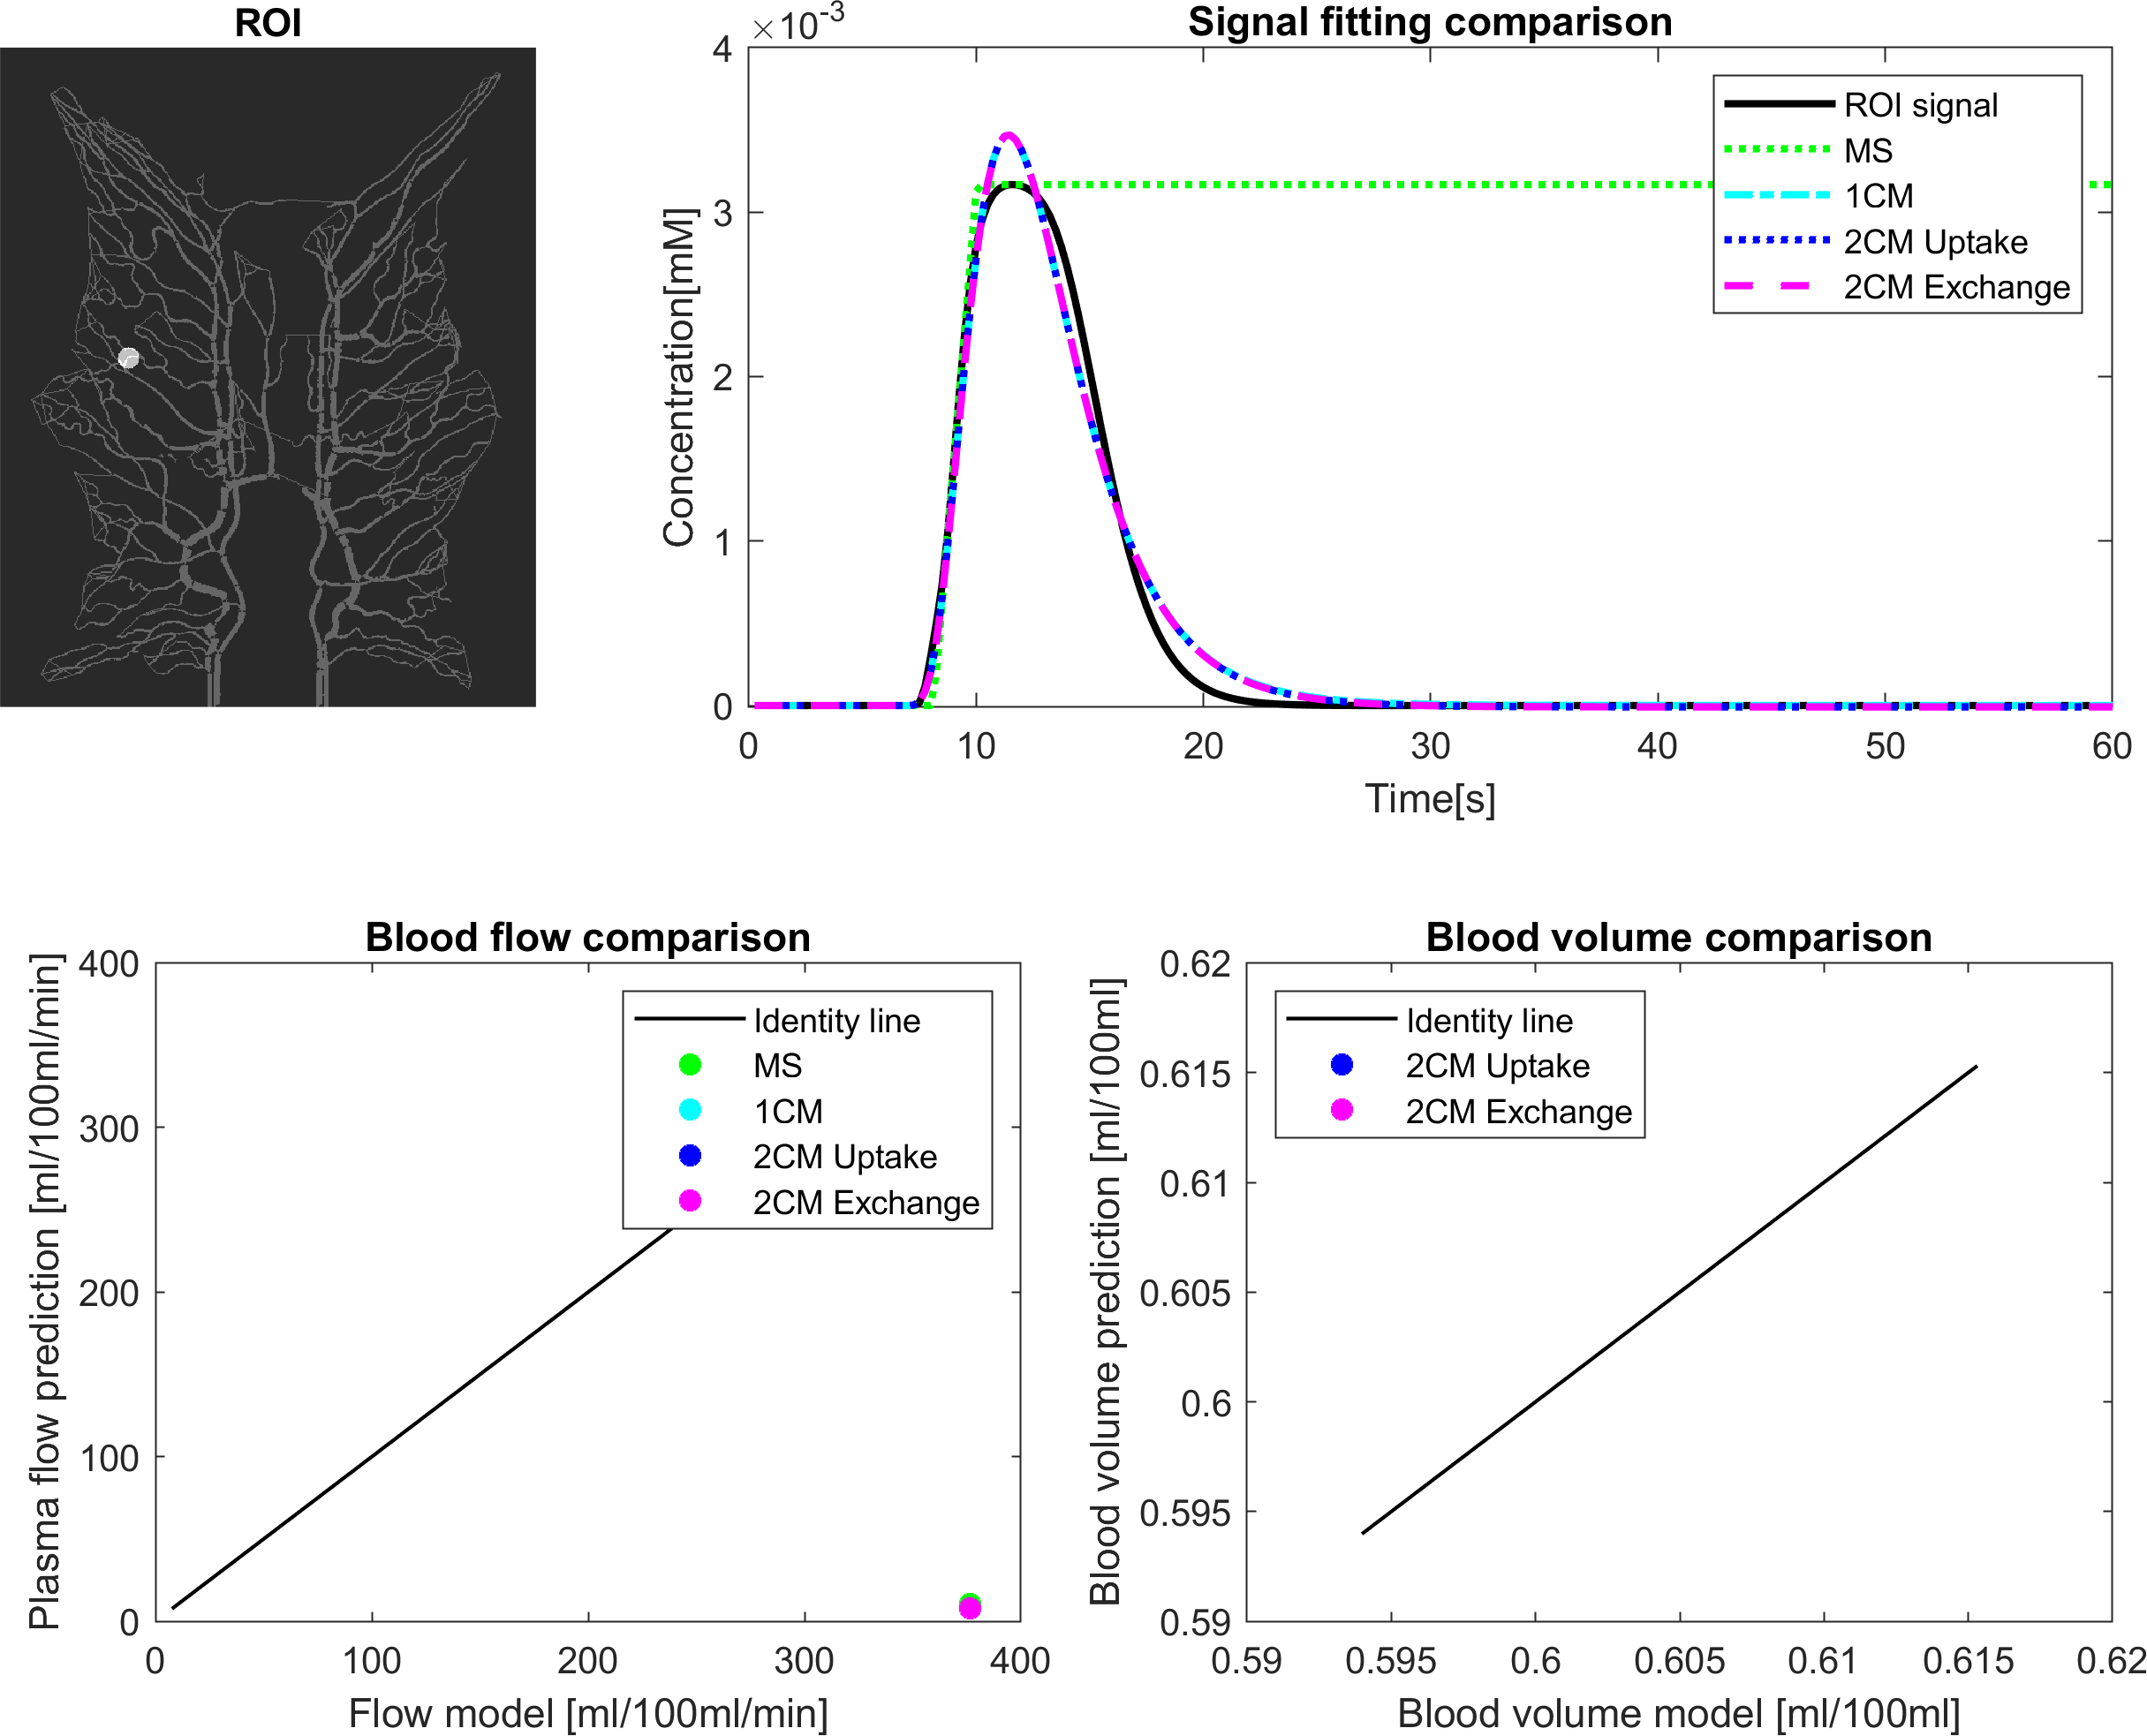 ROI
Signal fitting comparison
×10-3
4
3
2
1
0
Concentration[mM]
0 10 20 30 40 50 60
Time[s]
ROI signal
MS
1CM
2CM Uptake
2CM Exchange
Blood flow comparison
400
300
200
100
0
Plasma flow prediction [ml/100ml/min]
0 100 200 300 400
Flow model [ml/100ml/min]
Identity line
MS
1CM
2CM Uptake
2CM Exchange
Blood volume comparison
0.62
0.615
0.61
0.605
0.6
0.595
0.59
Blood volume prediction [ml/100ml]
0.59 0.595 0.6 0.605 0.61 0.615 0.62
Blood volume model [ml/100ml]
Identity line
2CM Uptake
2CM Exchange